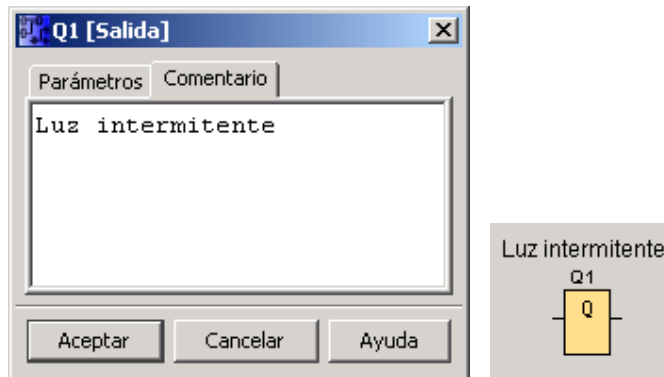 Q1 [Salida]
Parámetros
Comentario
Luz intermitente
Aceptar
Cancelar
Ayuda
Luz intermitente
Q1
Q